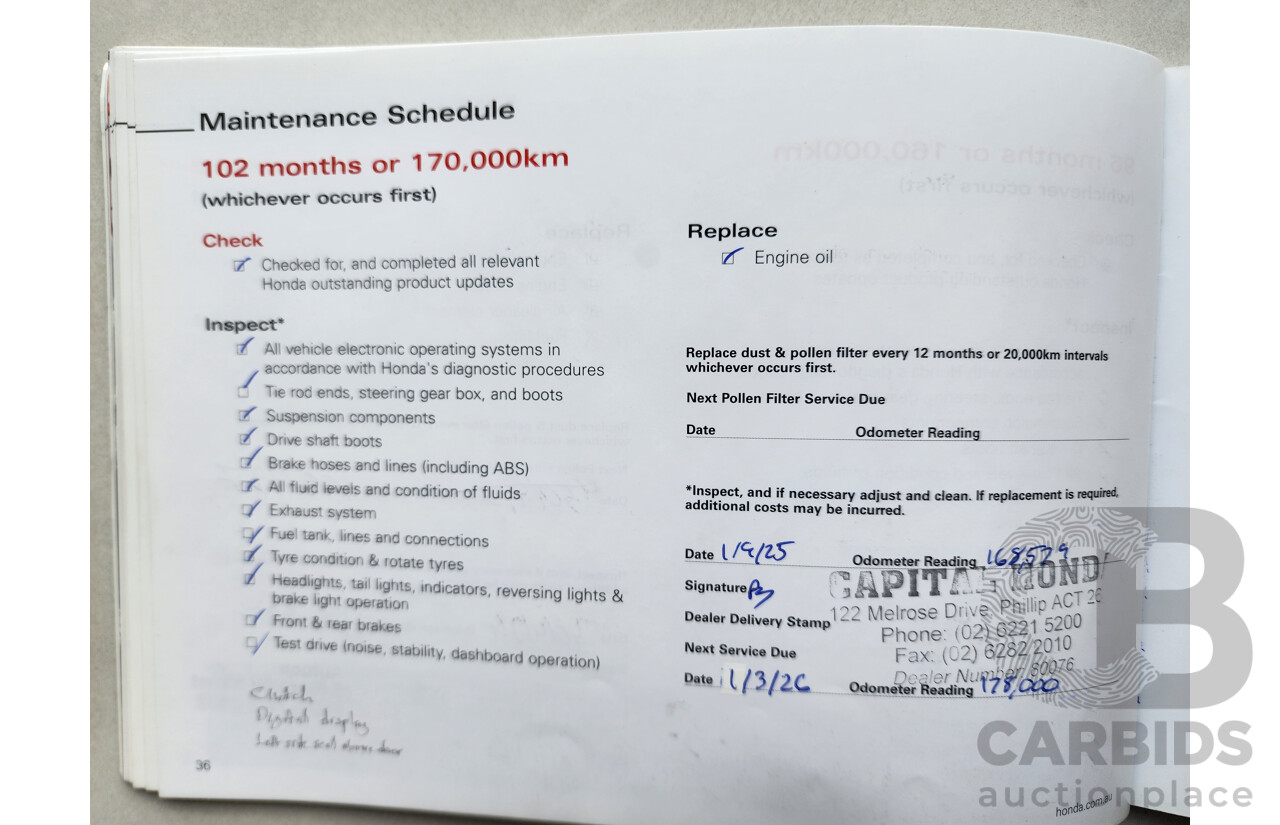 Maintenance Schedule
102 months or 170,000km
(whichever occurs first)
Check
Checked for, and completed all relevant
Honda outstanding product updates
Inspect*
All vehicle electronic operating systems in
accordance with Honda's diagnostic procedures
Tie rod ends, steering gear box, and boots
Suspension components
Drive shaft boots
Brake hoses and lines (including ABS)
All fluid levels and condition of fluids
Exhaust system
Fuel tank, lines and connections
Tyre condition & rotate tyres
Headlights, tail lights, indicators, reversing lights &
brake light operation
Front & rear brakes
Test drive (noise, stability, dashboard operation)
Clutch
Digital display
36
Replace
Engine oil
Replace dust & pollen filter every 12 months or 20,000km intervals
whichever occurs first.
Next Pollen Filter Service Due
Date Odometer Reading
*Inspect, and if necessary adjust and clean. If replacement is required,
additional costs may be incurred.
Date 1/9/25 Odometer Reading 168529
Signature
CAPITAL HONDA
Dealer Delivery Stamp
122 Melrose Drive, Phillip ACT 26
Phone: (02) 6221 5200
Fax: (02) 6282 2010
Dealer Number 80076
Next Service Due
Date 1/3/26 Odometer Reading 178,000
honda.com.au
CARBIDS
auctionplace